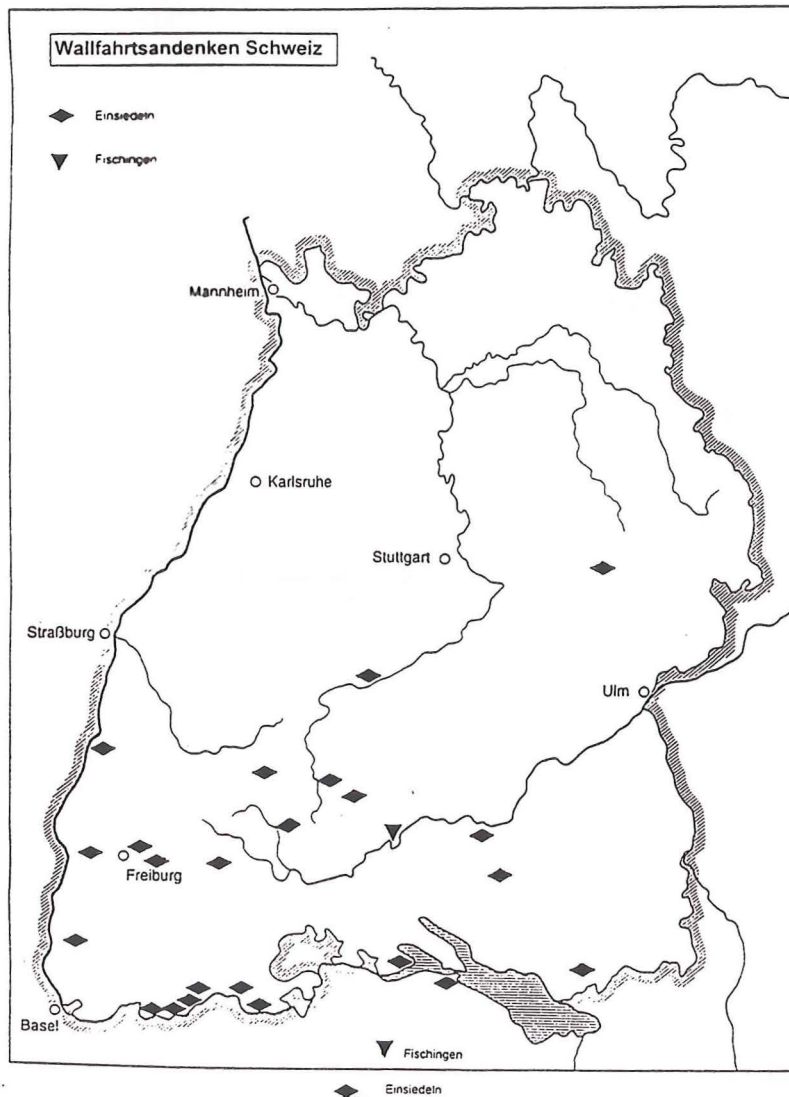 Wallfahrtsandenken Schweiz
Einsiedeln
Fischingen
Mannheim
Karlsruhe
Stuttgart
Straßburg
Ulm
Freiburg
Basel
Fischingen
Einsiedeln